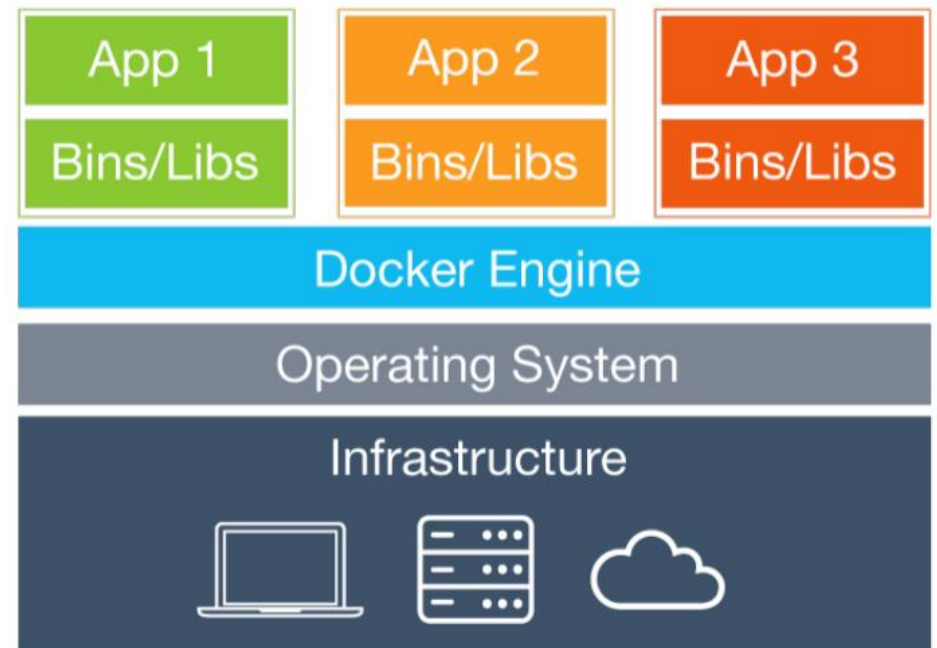 App 1
App 2
App 3
Bins/Libs
Bins/Libs
Bins/Libs
Docker Engine
Operating System
Infrastructure